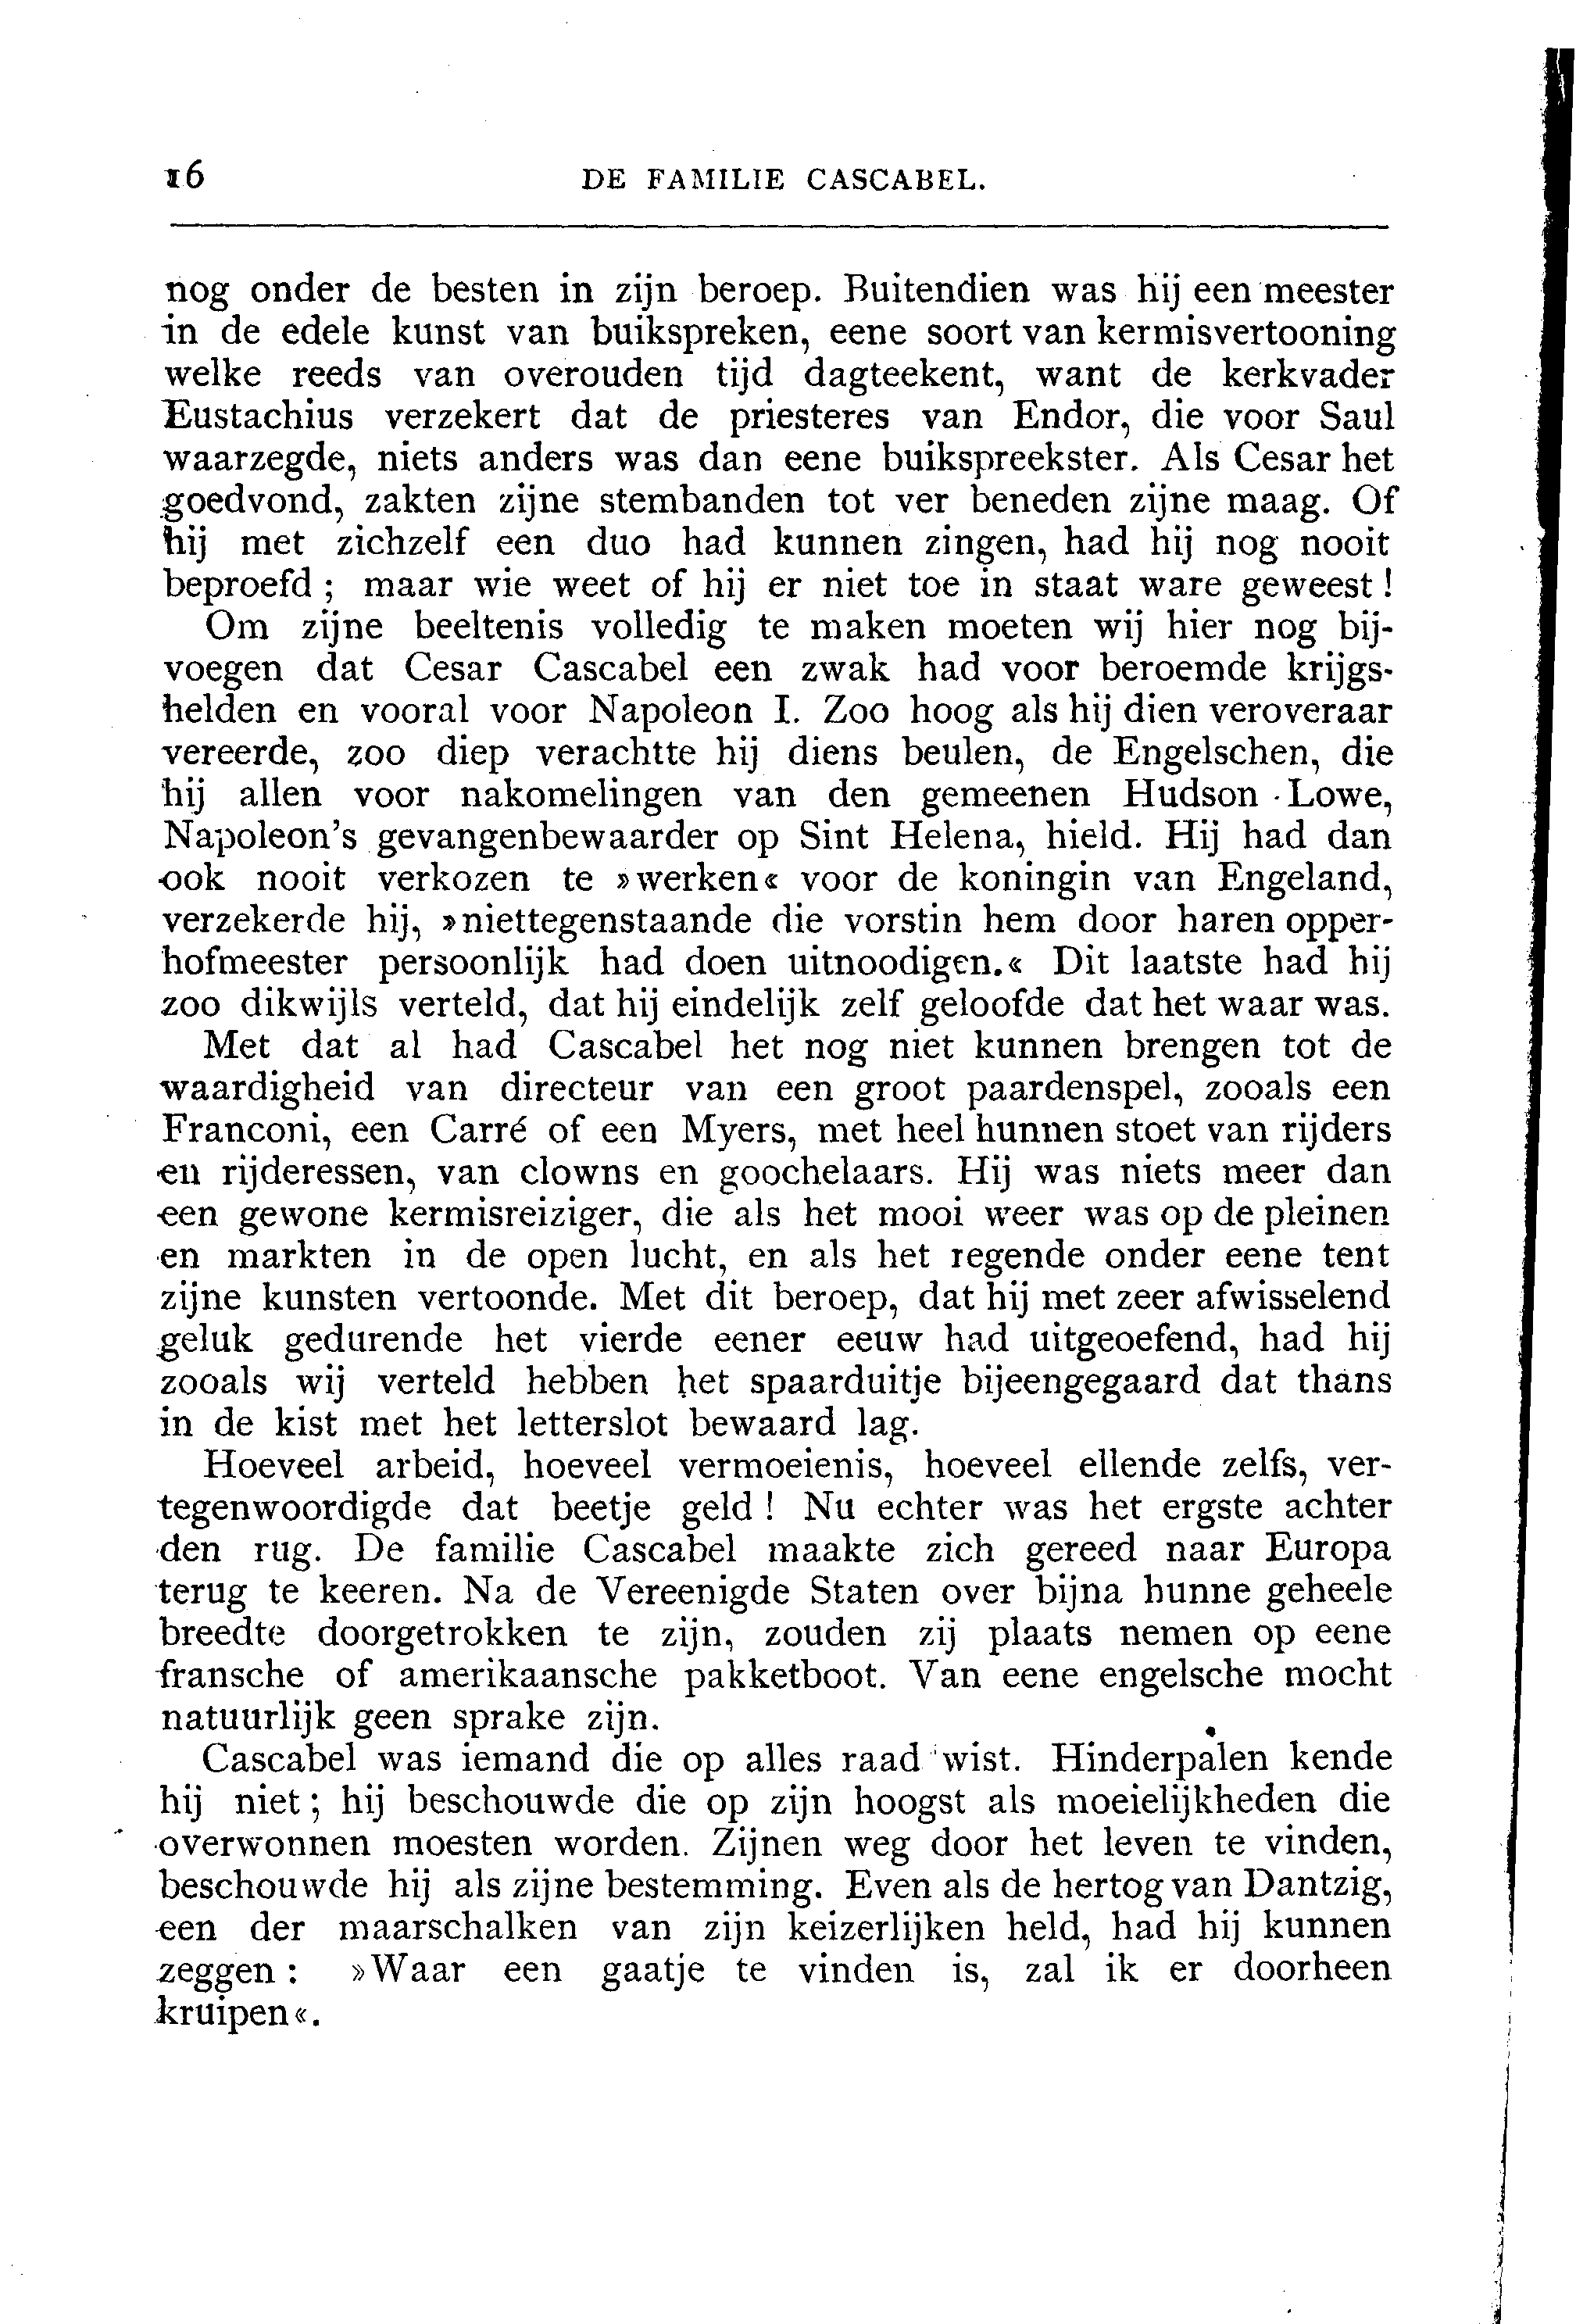 16
DE FAMILIE CASCABEL.
nog onder de besten in zijn beroep. Buitendien was hij een meester
in de edele kunst van buikspreken, eene soort van kermisvertooning
welke reeds van overouden tijd dagteekent, want de kerkvader
Eustachius verzekert dat de priesteres van Endor, die voor Saul
waarzegde, niets anders was dan eene buikspreekster. Als Cesar het
goedvond, zakten zijne stembanden tot ver beneden zijne maag. Of
hij met zichzelf een duo had kunnen zingen, had hij nog nooit
beproefd ; maar wie weet of hij er niet toe in staat ware geweest !
Om zijne beeltenis volledig te maken moeten wij hier nog bij-
voegen dat Cesar Cascabel een zwak had voor beroemde krijgs-
helden en vooral voor Napoleon I. Zoo hoog als hij dien veroveraar
vereerde, zoo diep verachtte hij diens beulen, de Engelschen, die
hij allen voor nakomelingen van den gemeenen Hudson Lowe,
Napoleon's gevangenbewaarder op Sint Helena, hield. Hij had dan
ook nooit verkozen te »werken« voor de koningin van Engeland,
verzekerde hij, »niettegenstaande die vorstin hem door haren opper-
hofmeester persoonlijk had doen uitnoodigen.« Dit laatste had hij
zoo dikwijls verteld, dat hij eindelijk zelf geloofde dat het waar was.
Met dat al had Cascabel het nog niet kunnen brengen tot de
waardigheid van directeur van een groot paardenspel, zooals een
Franconi, een Carré of een Myers, met heel hunnen stoet van rijders
en rijderessen, van clowns en goochelaars. Hij was niets meer dan
een gewone kermisreiziger, die als het mooi weer was op de pleinen
en markten in de open lucht, en als het regende onder eene tent
zijne kunsten vertoonde. Met dit beroep, dat hij met zeer afwisselend
geluk gedurende het vierde eener eeuw had uitgeoefend, had hij
zooals wij verteld hebben het spaarduitje bijeengegaard dat thans
in de kist met het letterslot bewaard lag.
Hoeveel arbeid, hoeveel vermoeienis, hoeveel ellende zelfs, ver-
tegenwoordigde dat beetje geld ! Nu echter was het ergste achter
den rug. De familie Cascabel maakte zich gereed naar Europa
terug te keeren. Na de Vereenigde Staten over bijna hunne geheele
breedte doorgetrokken te zijn, zouden zij plaats nemen op eene
fransche of amerikaansche pakketboot. Van eene engelsche mocht
natuurlijk geen sprake zijn.
Cascabel was iemand die op alles raad wist. Hinderpalen kende
hij niet ; hij beschouwde die op zijn hoogst als moeielijkheden die
overwonnen moesten worden. Zijnen weg door het leven te vinden,
beschouwde hij als zijne bestemming. Even als de hertog van Dantzig,
een der maarschalken van zijn keizerlijken held, had hij kunnen
zeggen : »Waar een gaatje te vinden is, zal ik er doorheen
kruipen«.